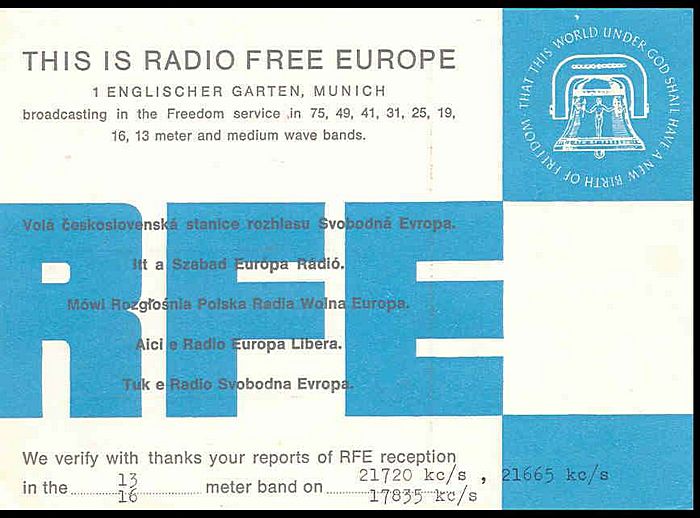 THIS IS RADIO FREE EUROPE
1 ENGLISCHER GARTEN, MUNICH
broadcasting in the Freedom service in 75, 49, 41, 31, 25, 19,
16, 13 meter and medium wave bands.
THAT THIS WORLD UNDER GOD SHALL HAVE A NEW BIRTH OF FREEDOM
RFE
Volá československá stanice rozhlasu Svobodná Evropa.
Itt a Szabad Európa Rádió.
Mówi Rozgłośnia Polska Radia Wolna Europa.
Aici e Radio Europa Libera.
Tuk e Radio Svobodna Evropa.
We verify with thanks your reports of RFE reception
in the 13 16 meter band on 21720 kc/s , 21665 kc/s
17835 kc/s